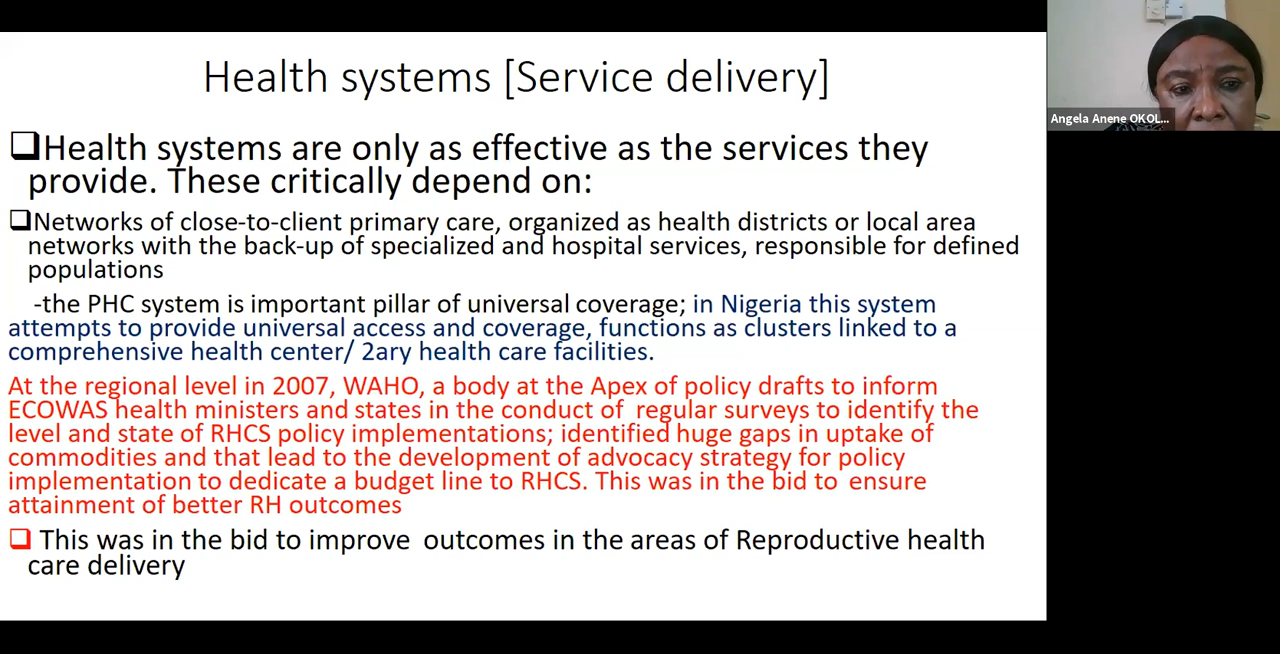 Health systems [Service delivery]
❑Health systems are only as effective as the services they
provide. These critically depend on:
❑Networks of close-to-client primary care, organized as health districts or local area
networks with the back-up of specialized and hospital services, responsible for defined
populations
-the PHC system is important pillar of universal coverage; in Nigeria this system
attempts to provide universal access and coverage, functions as clusters linked to a
comprehensive health center/ 2ary health care facilities.
At the regional level in 2007, WAHO, a body at the Apex of policy drafts to inform
ECOWAS health ministers and states in the conduct of regular surveys to identify the
level and state of RHCS policy implementations; identified huge gaps in uptake of
commodities and that lead to the development of advocacy strategy for policy
implementation to dedicate a budget line to RHCS. This was in the bid to ensure
attainment of better RH outcomes
❑ This was in the bid to improve outcomes in the areas of Reproductive health
care delivery
Angela Anene OKOL...